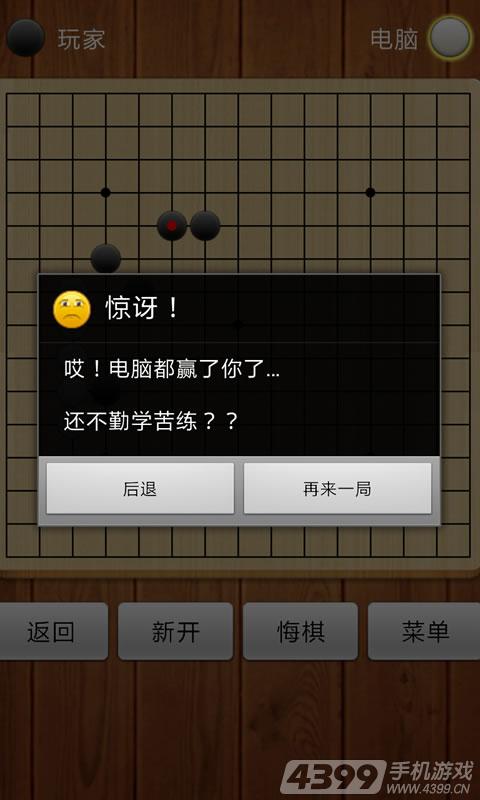 玩家
电脑
惊讶！
哎！电脑都赢了你了...
还不勤学苦练？？
后退
再来一局
返回
新开
悔棋
菜单
4399手机游戏
www.4399.CN